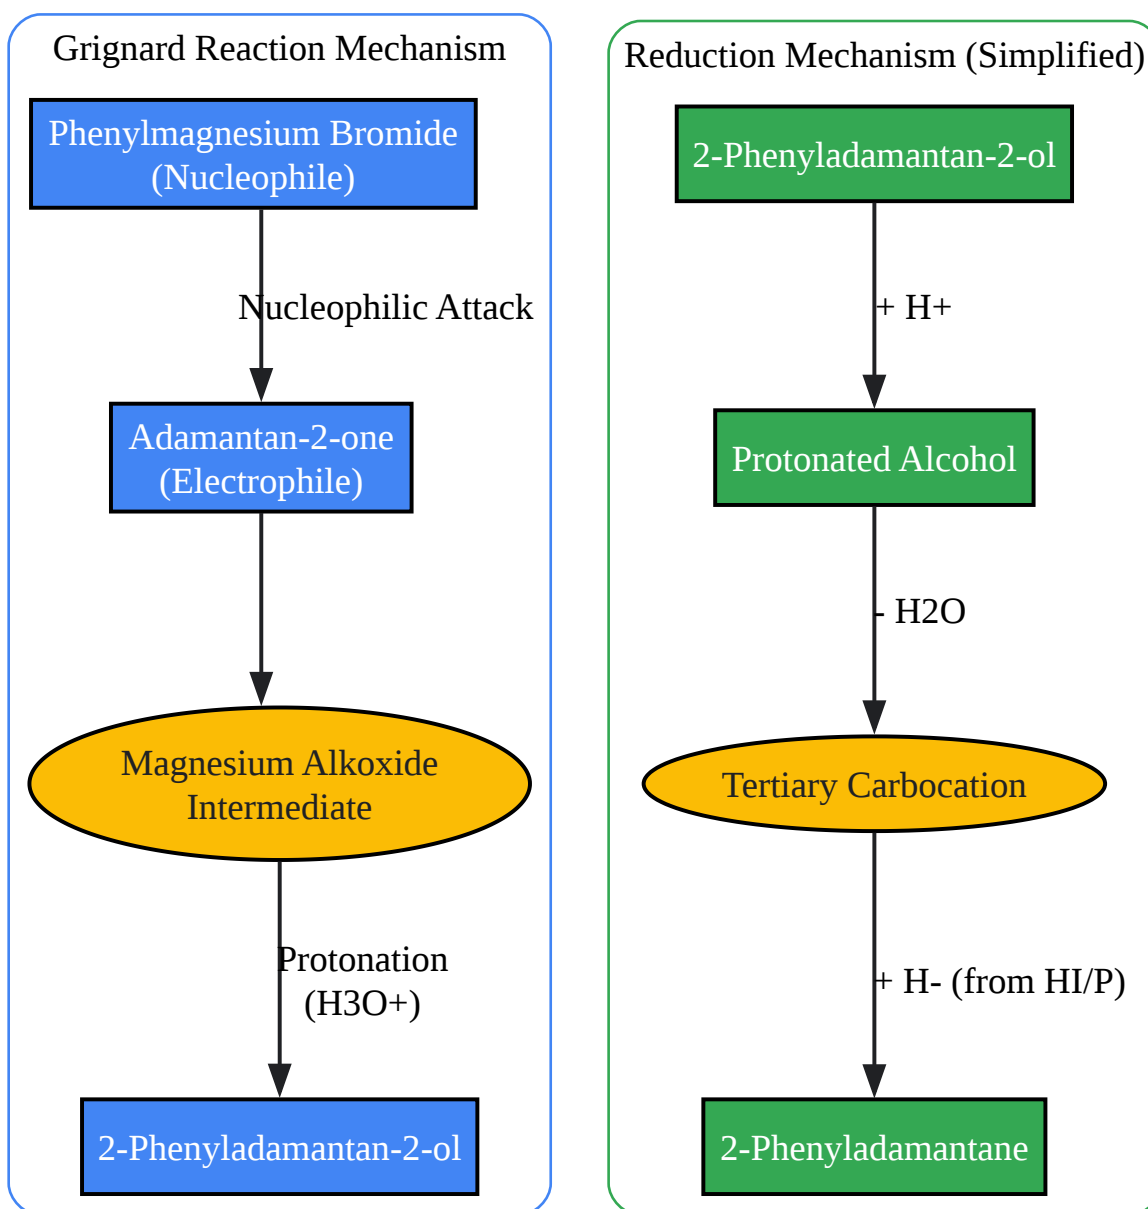 Grignard Reaction Mechanism
Phenylmagnesium Bromide
(Nucleophile)
Nucleophilic Attack
Adamantan-2-one
(Electrophile)
Magnesium Alkoxide
Intermediate
Protonation
(H3O+)
2-Phenyladamantan-2-ol
Reduction Mechanism (Simplified)
2-Phenyladamantan-2-ol
+ H+
Protonated Alcohol
- H2O
Tertiary Carbocation
+ H- (from HI/P)
2-Phenyladamantane